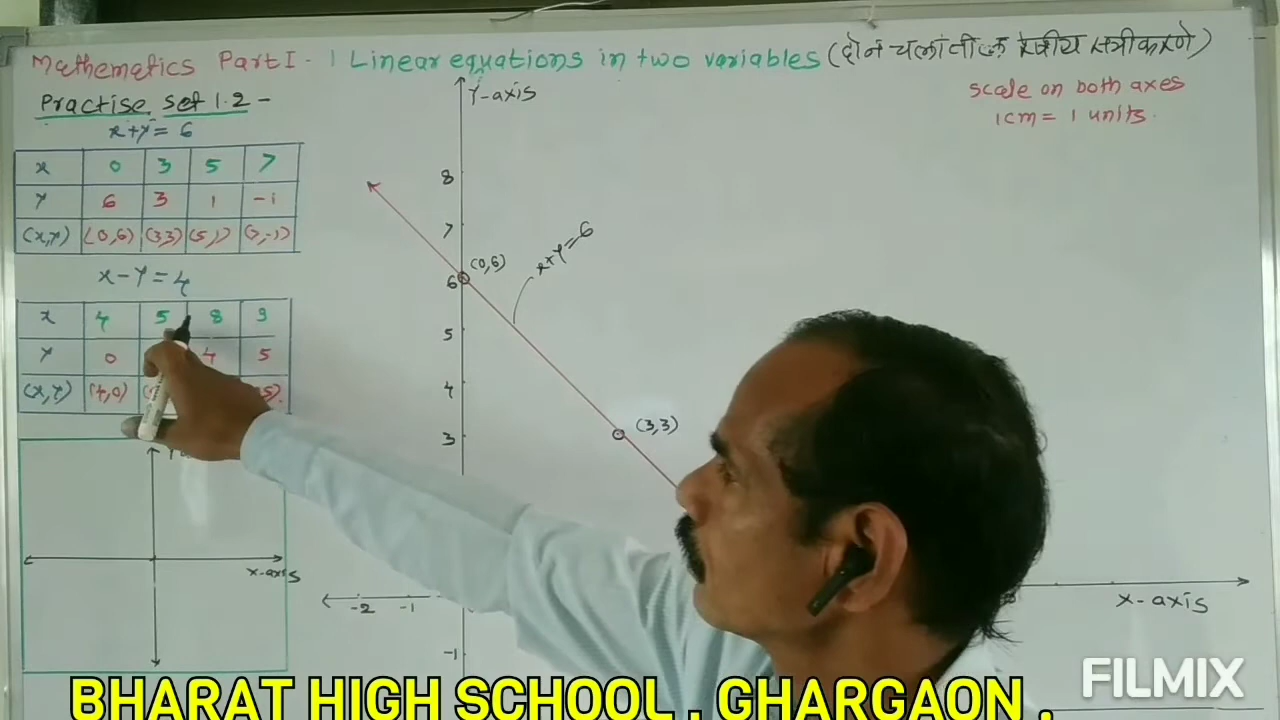 Mathematics Part I - 1 Linear equations in two variables (दोन चलांतील रेषीय समीकरणे)
Practise Set 1.2 -
scale on both axes
1cm = 1 units.
x+y = 6
x 0 3 5 7
y 6 3 1 -1
(x,y) (0,6) (3,3) (5,1) (7,-1)
x-y = 4
x 4 5 8 9
y 0 4 5
(x,y) (4,0)
x-axis
Y-axis
8
7
6
5
4
3
-1
(0,6)
x+y=6
(3,3)
-2 -1
x-axis
BHARAT HIGH SCHOOL , GHARGAON .
FILMIX